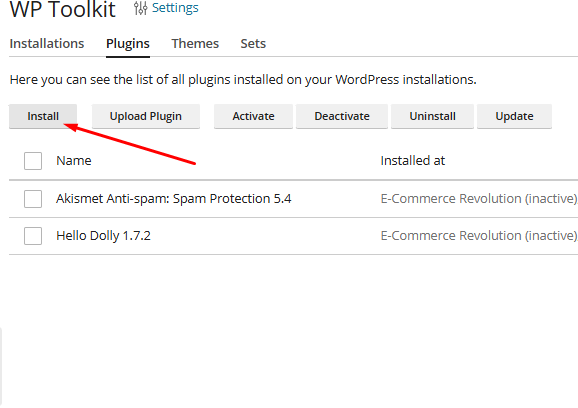 WP Toolkit Settings
Installations Plugins Themes Sets
Here you can see the list of all plugins installed on your WordPress installations.
Install Upload Plugin Activate Deactivate Uninstall Update
Name Installed at
Akismet Anti-spam: Spam Protection 5.4 E-Commerce Revolution (inactive)
Hello Dolly 1.7.2 E-Commerce Revolution (inactive)